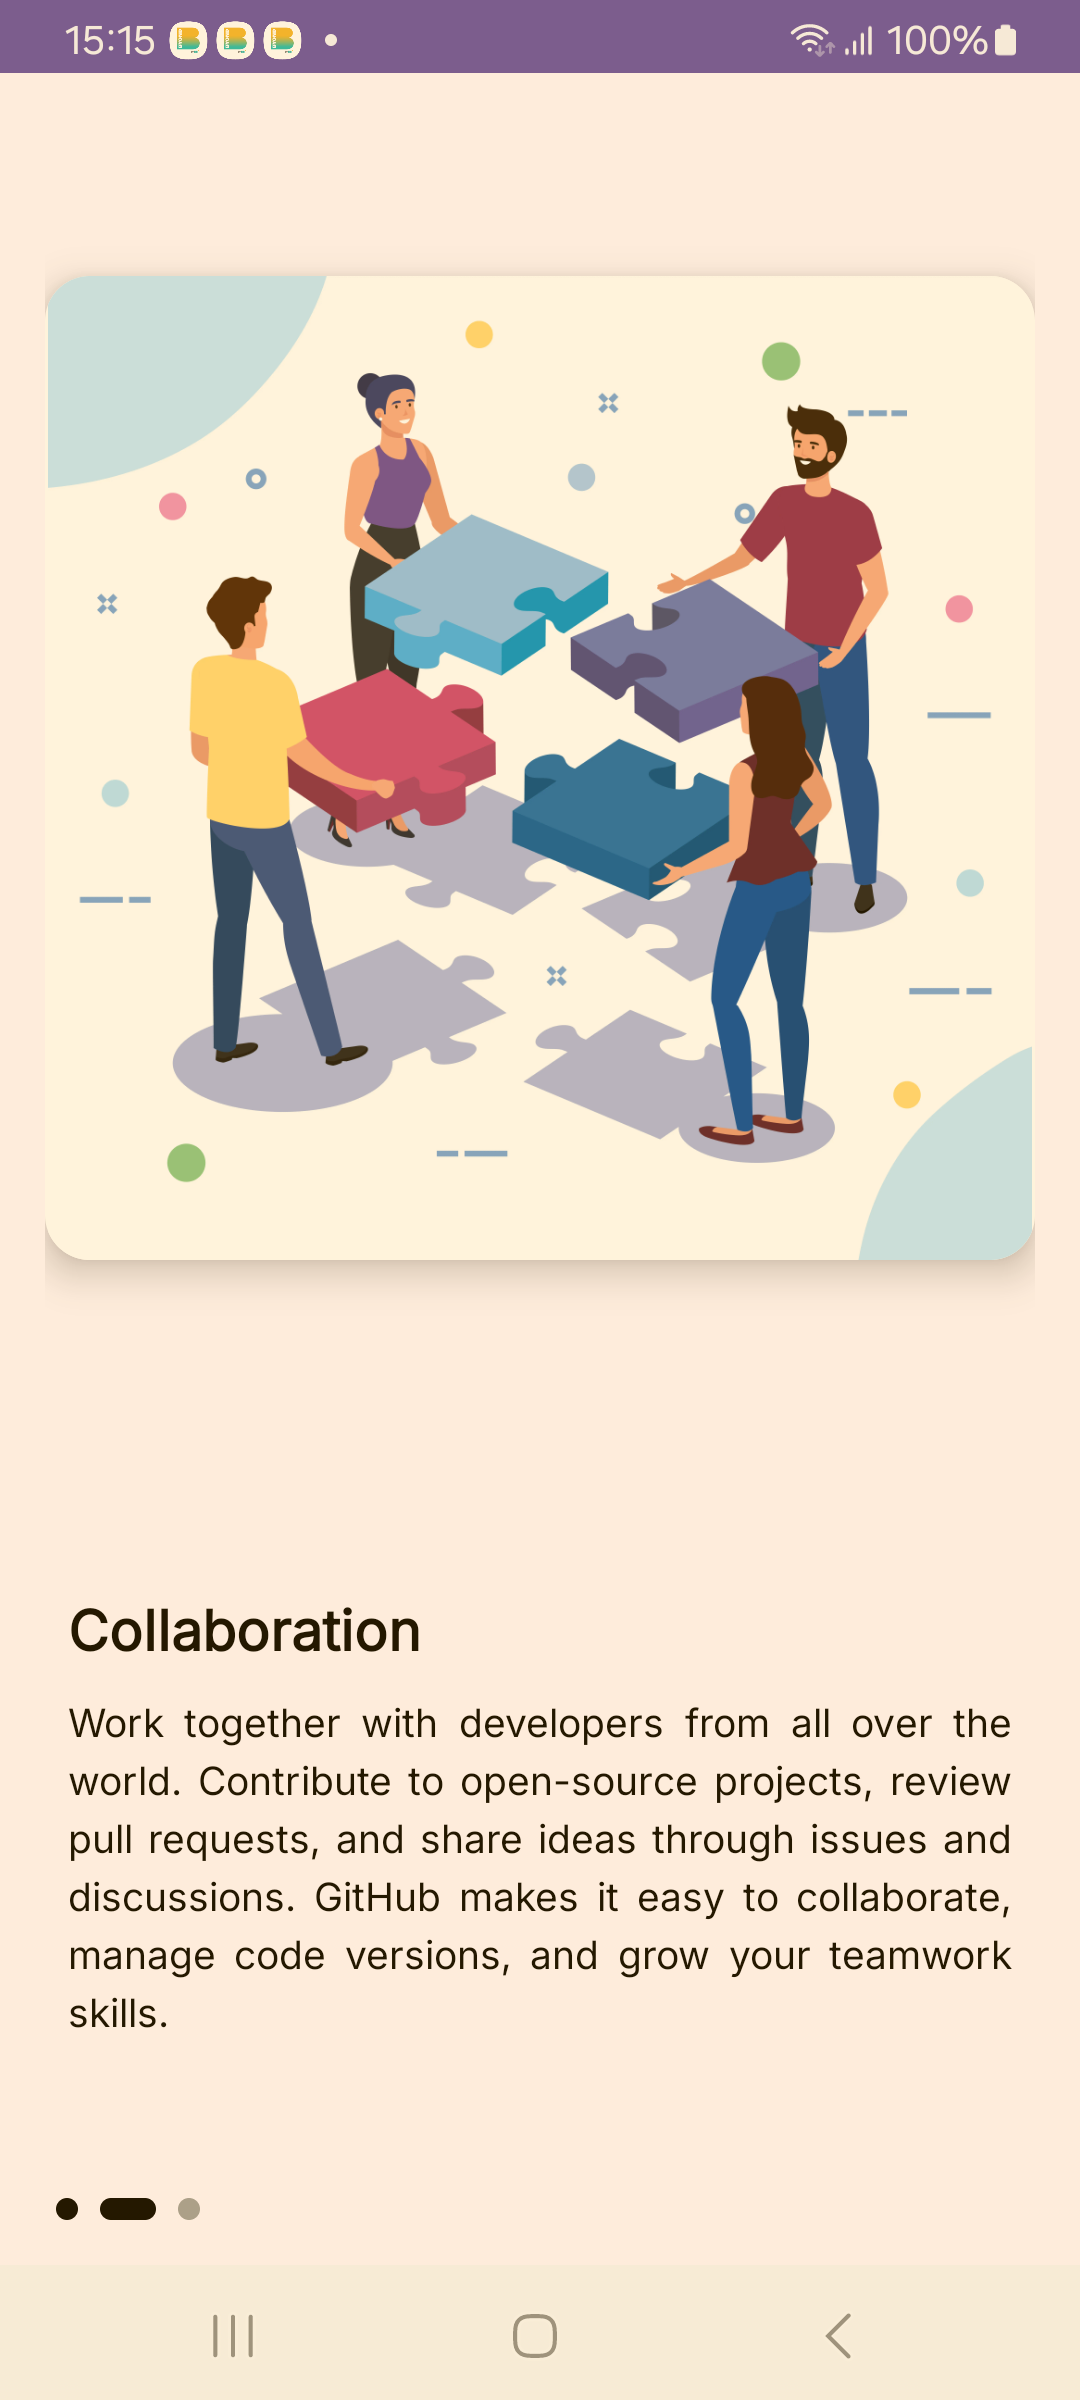 15:15
100%
Collaboration
Work together with developers from all over the
world. Contribute to open-source projects, review
pull requests, and share ideas through issues and
discussions. GitHub makes it easy to collaborate,
manage code versions, and grow your teamwork
skills.